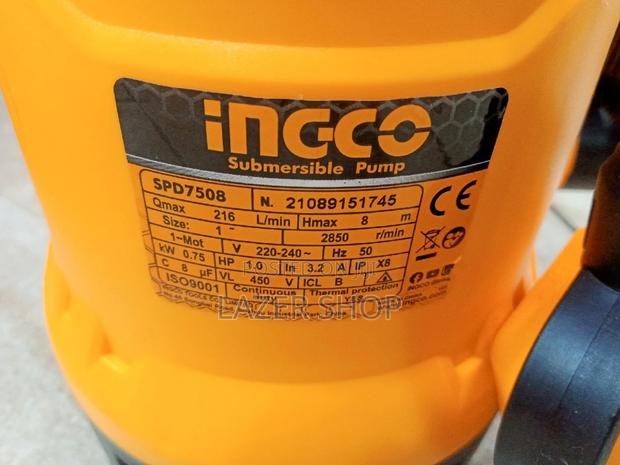 INGCO
Submersible Pump
SPD7508 N. 21089151745
Qmax 216 L/min Hmax 8 m
Size: 1 " 2850 r/min
1~Mot V 220-240~ Hz 50
kW 0.75 HP 1.0 In 3.2 A IP X8
C 8 µF VL 450 V ICL B
ISO9001 Continuous Thermal protection
CE
INGCO
LAZER SHOP